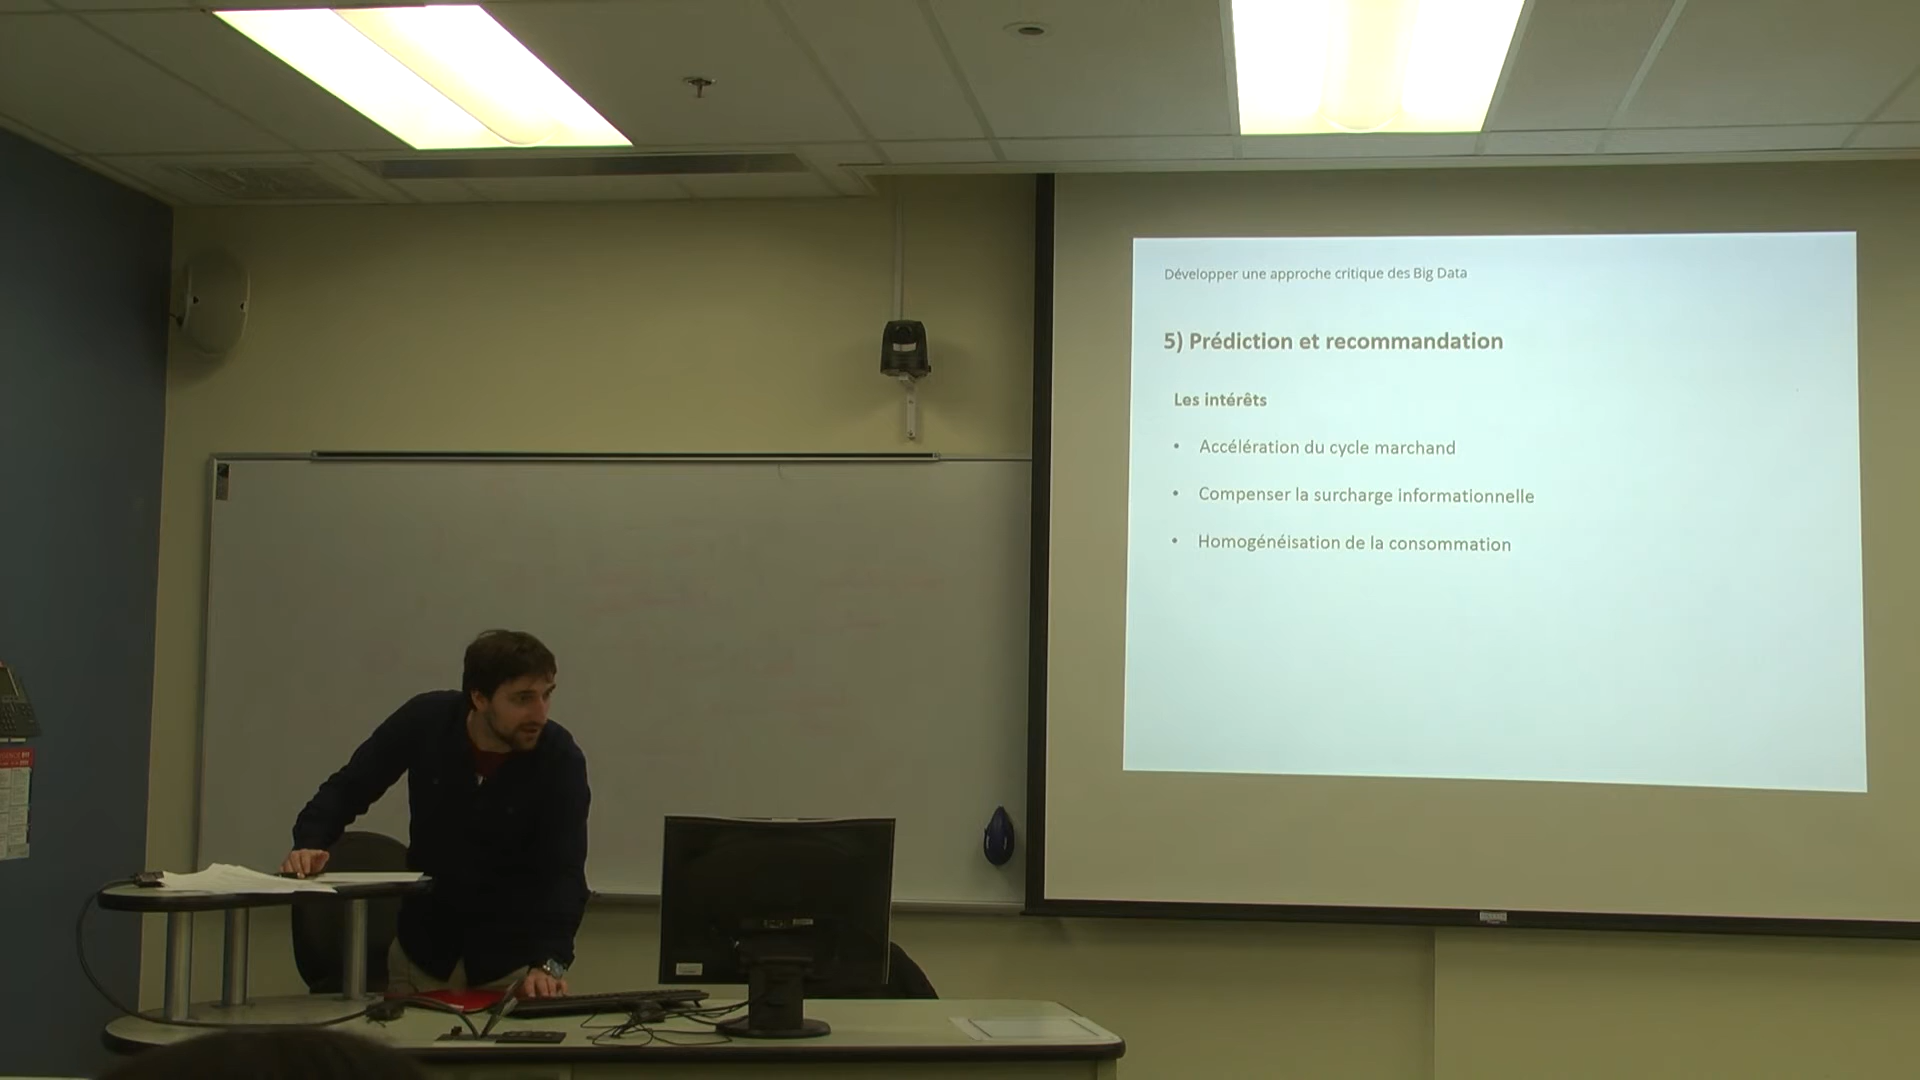 Développer une approche critique des Big Data
5) Prédiction et recommandation
Les intérêts
• Accélération du cycle marchand
• Compenser la surcharge informationnelle
• Homogénéisation de la consommation